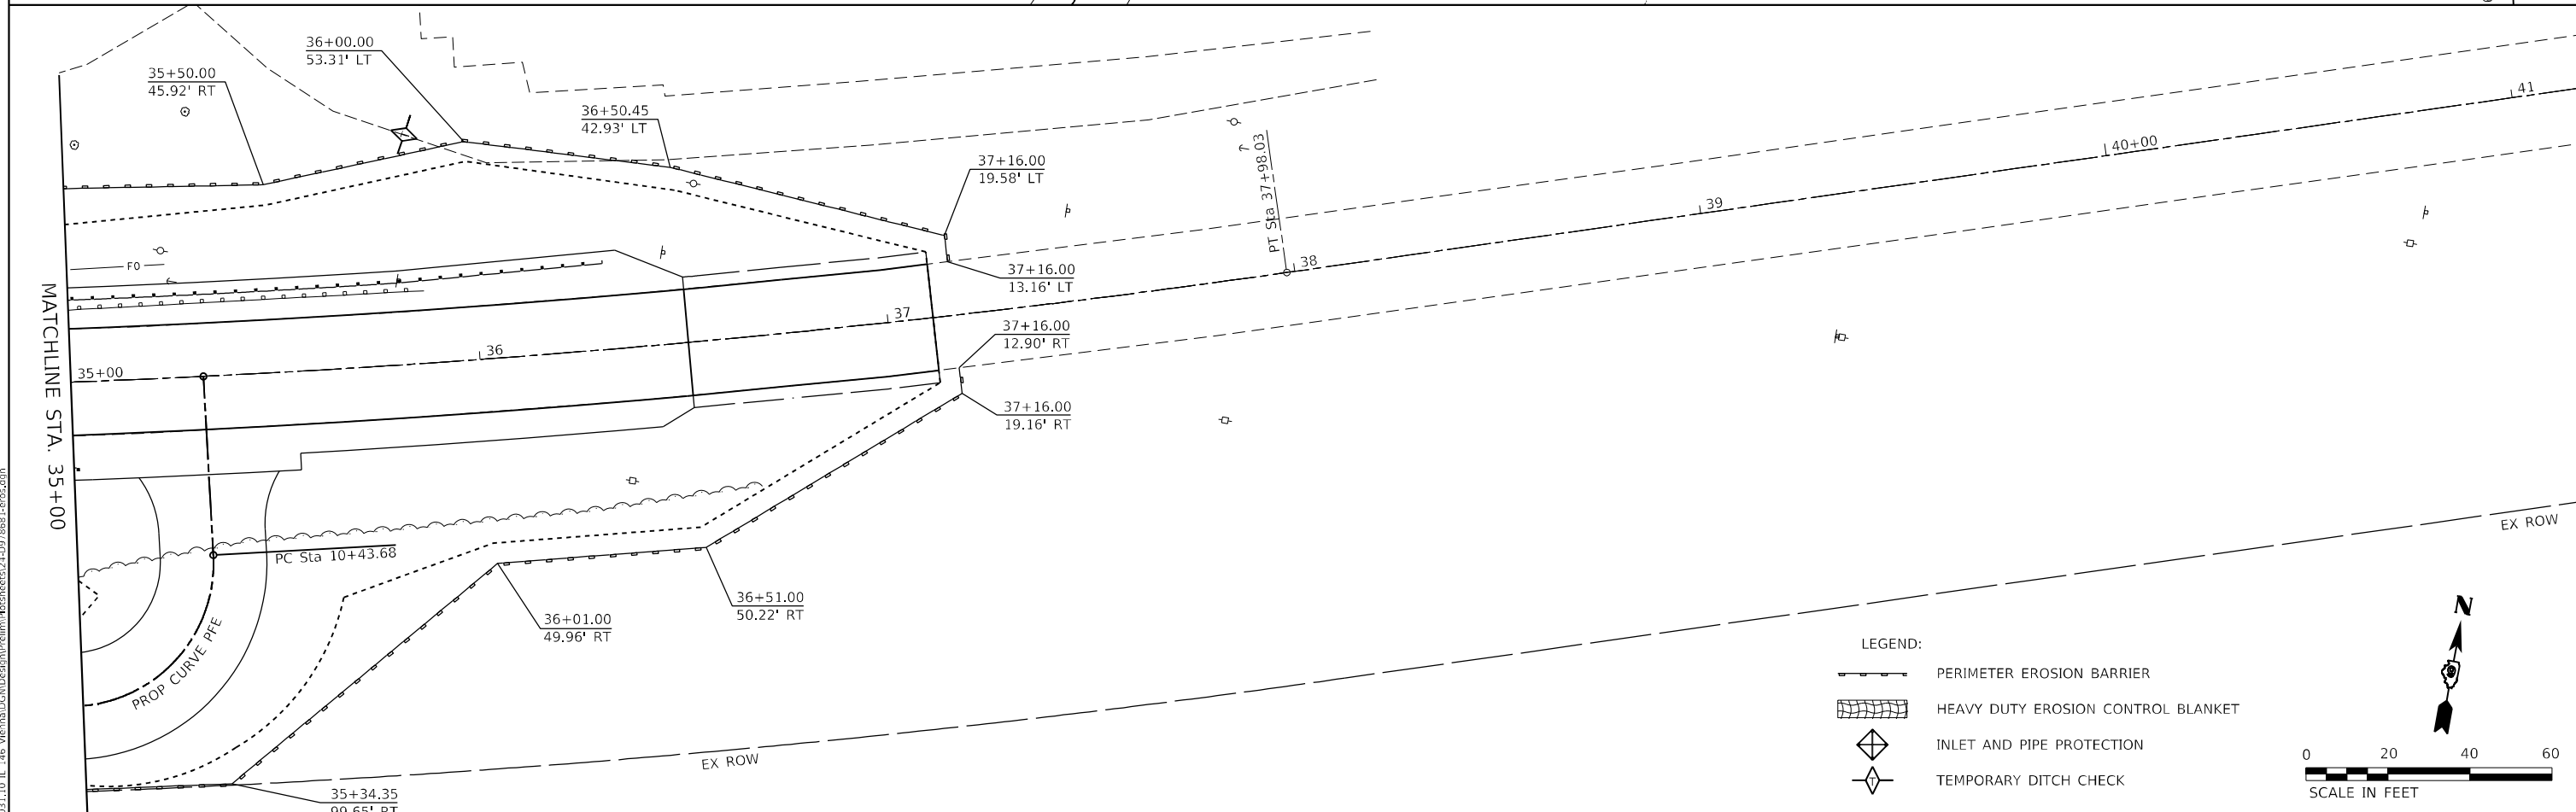 36+00.00
53.31' LT
35+50.00
45.92' RT
36+50.45
42.93' LT
37+16.00
19.58' LT
37+16.00
13.16' LT
37+16.00
12.90' RT
37+16.00
19.16' RT
PT Sta 37+98.03
41
40+00
39
38
37
36
35+00
FO
MATCHLINE STA. 35+00
PC Sta 10+43.68
PROP CURVE PFE
36+01.00
49.96' RT
36+51.00
50.22' RT
35+34.35
99.65' RT
EX ROW
EX ROW
LEGEND:
PERIMETER EROSION BARRIER
HEAVY DUTY EROSION CONTROL BLANKET
INLET AND PIPE PROTECTION
T
TEMPORARY DITCH CHECK
N
0 20 40 60
SCALE IN FEET